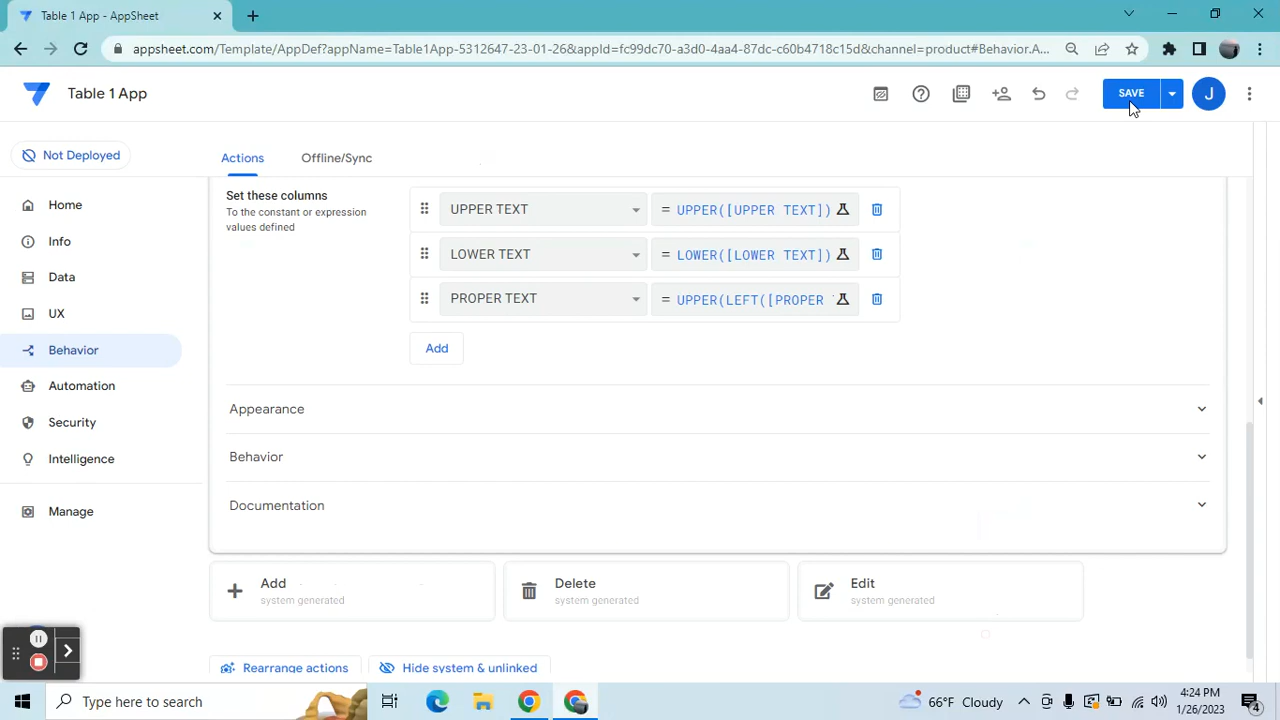 Table 1 App - AppSheet
appsheet.com/Template/AppDef?appName=Table1App-5312647-23-01-26&appId=fc99dc70-a3d0-4aa4-87dc-c60b4718c15d&channel=product#Behavior.A...
Table 1 App
SAVE
J
Not Deployed
Actions
Offline/Sync
Home
Info
Data
UX
Behavior
Automation
Security
Intelligence
Manage
Set these columns
To the constant or expression
values defined
UPPER TEXT = UPPER([UPPER TEXT])
LOWER TEXT = LOWER([LOWER TEXT])
PROPER TEXT = UPPER(LEFT([PROPER
Add
Appearance
Behavior
Documentation
Add
system generated
Delete
system generated
Edit
system generated
Rearrange actions
Hide system & unlinked
Type here to search
66°F Cloudy
4:24 PM
1/26/2023
4